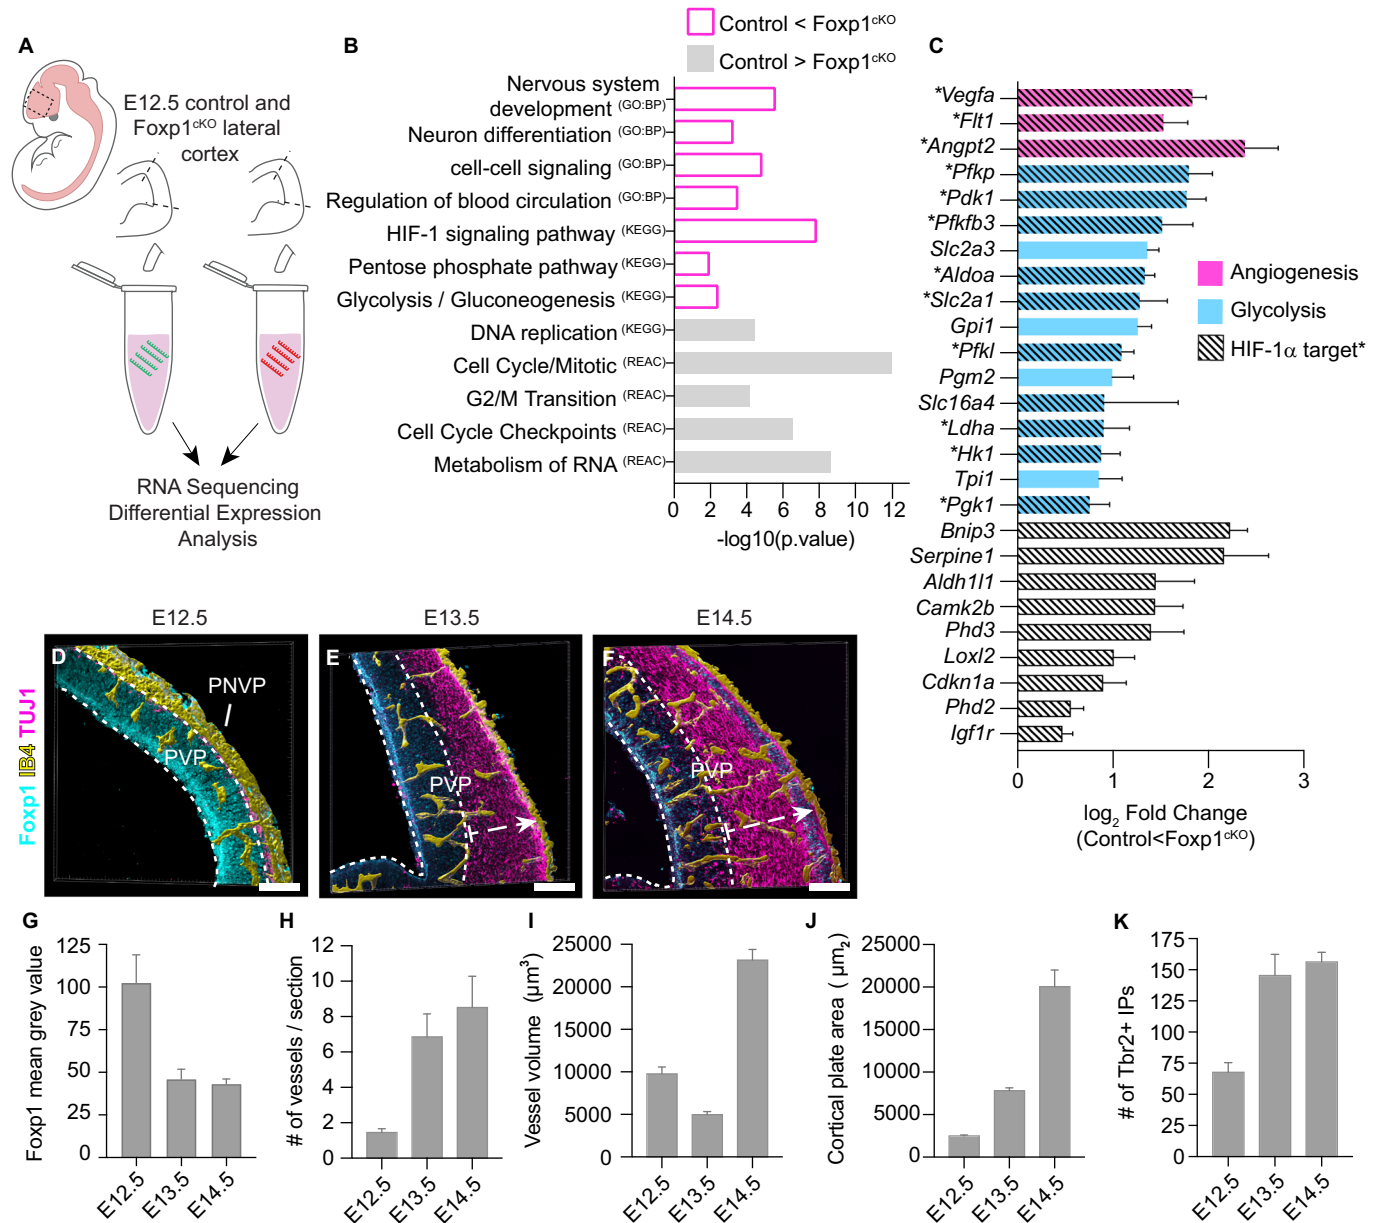 A
E12.5 control and
Foxp1cKO lateral
cortex
RNA Sequencing
Differential Expression
Analysis
B
Control < Foxp1cKO
Control > Foxp1cKO
Nervous system
development (GO:BP)
Neuron differentiation (GO:BP)
cell-cell signaling (GO:BP)
Regulation of blood circulation (GO:BP)
HIF-1 signaling pathway (KEGG)
Pentose phosphate pathway (KEGG)
Glycolysis / Gluconeogenesis (KEGG)
DNA replication (KEGG)
Cell Cycle/Mitotic (REAC)
G2/M Transition (REAC)
Cell Cycle Checkpoints (REAC)
Metabolism of RNA (REAC)
0 2 4 6 8 10 12
-log10(p.value)
C
*Vegfa
*Flt1
*Angpt2
*Pfkp
*Pdk1
*Pfkfb3
Slc2a3
*Aldoa
*Slc2a1
Gpi1
*Pfkl
Pgm2
Slc16a4
*Ldha
*Hk1
Tpi1
*Pgk1
Bnip3
Serpine1
Aldh1l1
Camk2b
Phd3
Loxl2
Cdkn1a
Phd2
Igf1r
0 1 2 3
log2 Fold Change
(Control<Foxp1cKO)
Angiogenesis
Glycolysis
HIF-1α target*
Foxp1 IB4 TUJ1
E12.5
D
PNVP
PVP
E13.5
E
PVP
E14.5
F
PVP
G
Foxp1 mean grey value
125
100
75
50
25
0
E12.5 E13.5 E14.5
H
# of vessels / section
12
10
8
6
4
2
0
E12.5 E13.5 E14.5
I
Vessel volume (µm3)
25000
20000
15000
10000
5000
0
E12.5 E13.5 E14.5
J
Cortical plate area ( µm2)
25000
20000
15000
10000
5000
0
E12.5 E13.5 E14.5
K
# of Tbr2+ IPs
175
150
125
100
75
50
25
0
E12.5 E13.5 E14.5